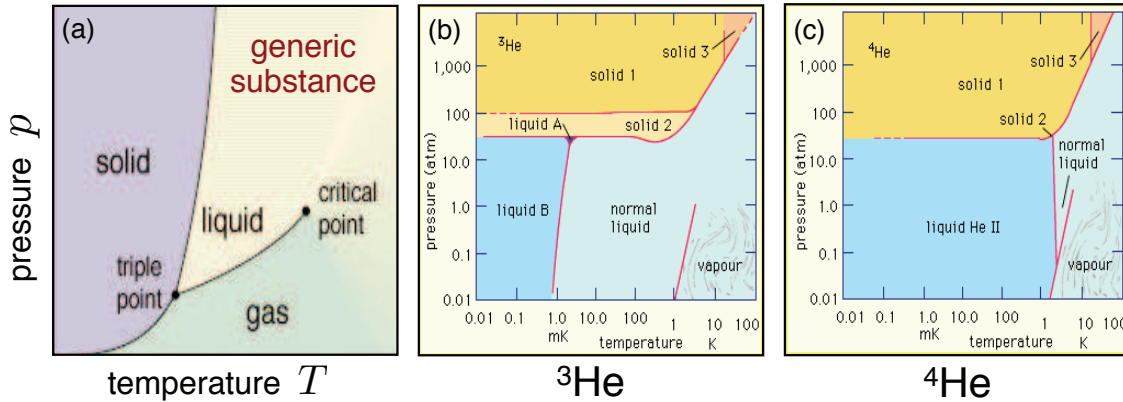 (a)
generic
substance
solid
liquid
critical
point
triple
point
gas
pressure p
temperature T
(b)
³He
solid 3
1,000
solid 1
100
liquid A
solid 2
10.0
pressure (atm)
1.0
liquid B
normal
liquid
0.1
vapour
0.01
0.01 0.1 1.0 10.0 100 1 10 100
mK temperature K
³He
(c)
⁴He
solid 3
1,000
solid 1
100
solid 2
10.0
normal
liquid
pressure (atm)
1.0
liquid He II
0.1
vapour
0.01
0.01 0.1 1.0 10.0 100 1 10 100
mK temperature K
⁴He